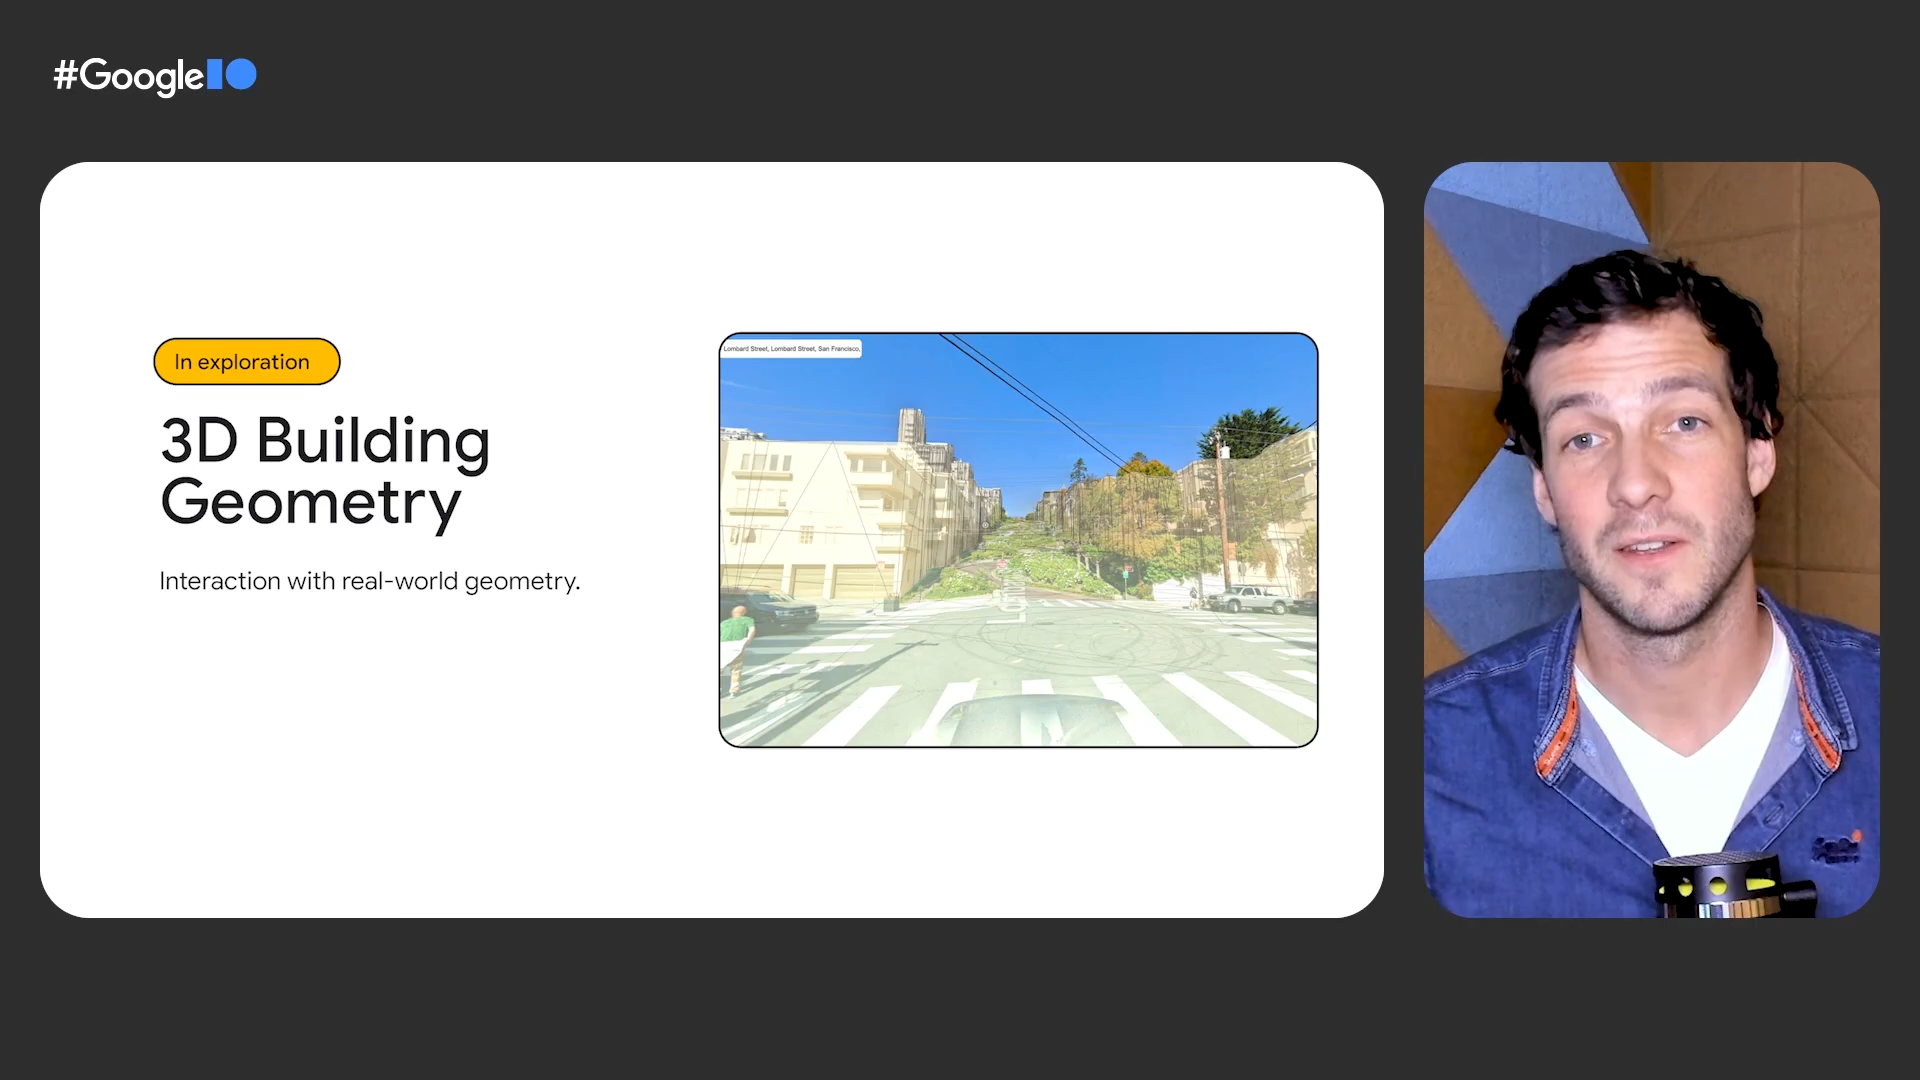 #GoogleIO
In exploration
3D Building
Geometry
Interaction with real-world geometry.
Lombard Street, Lombard Street, San Francisco,